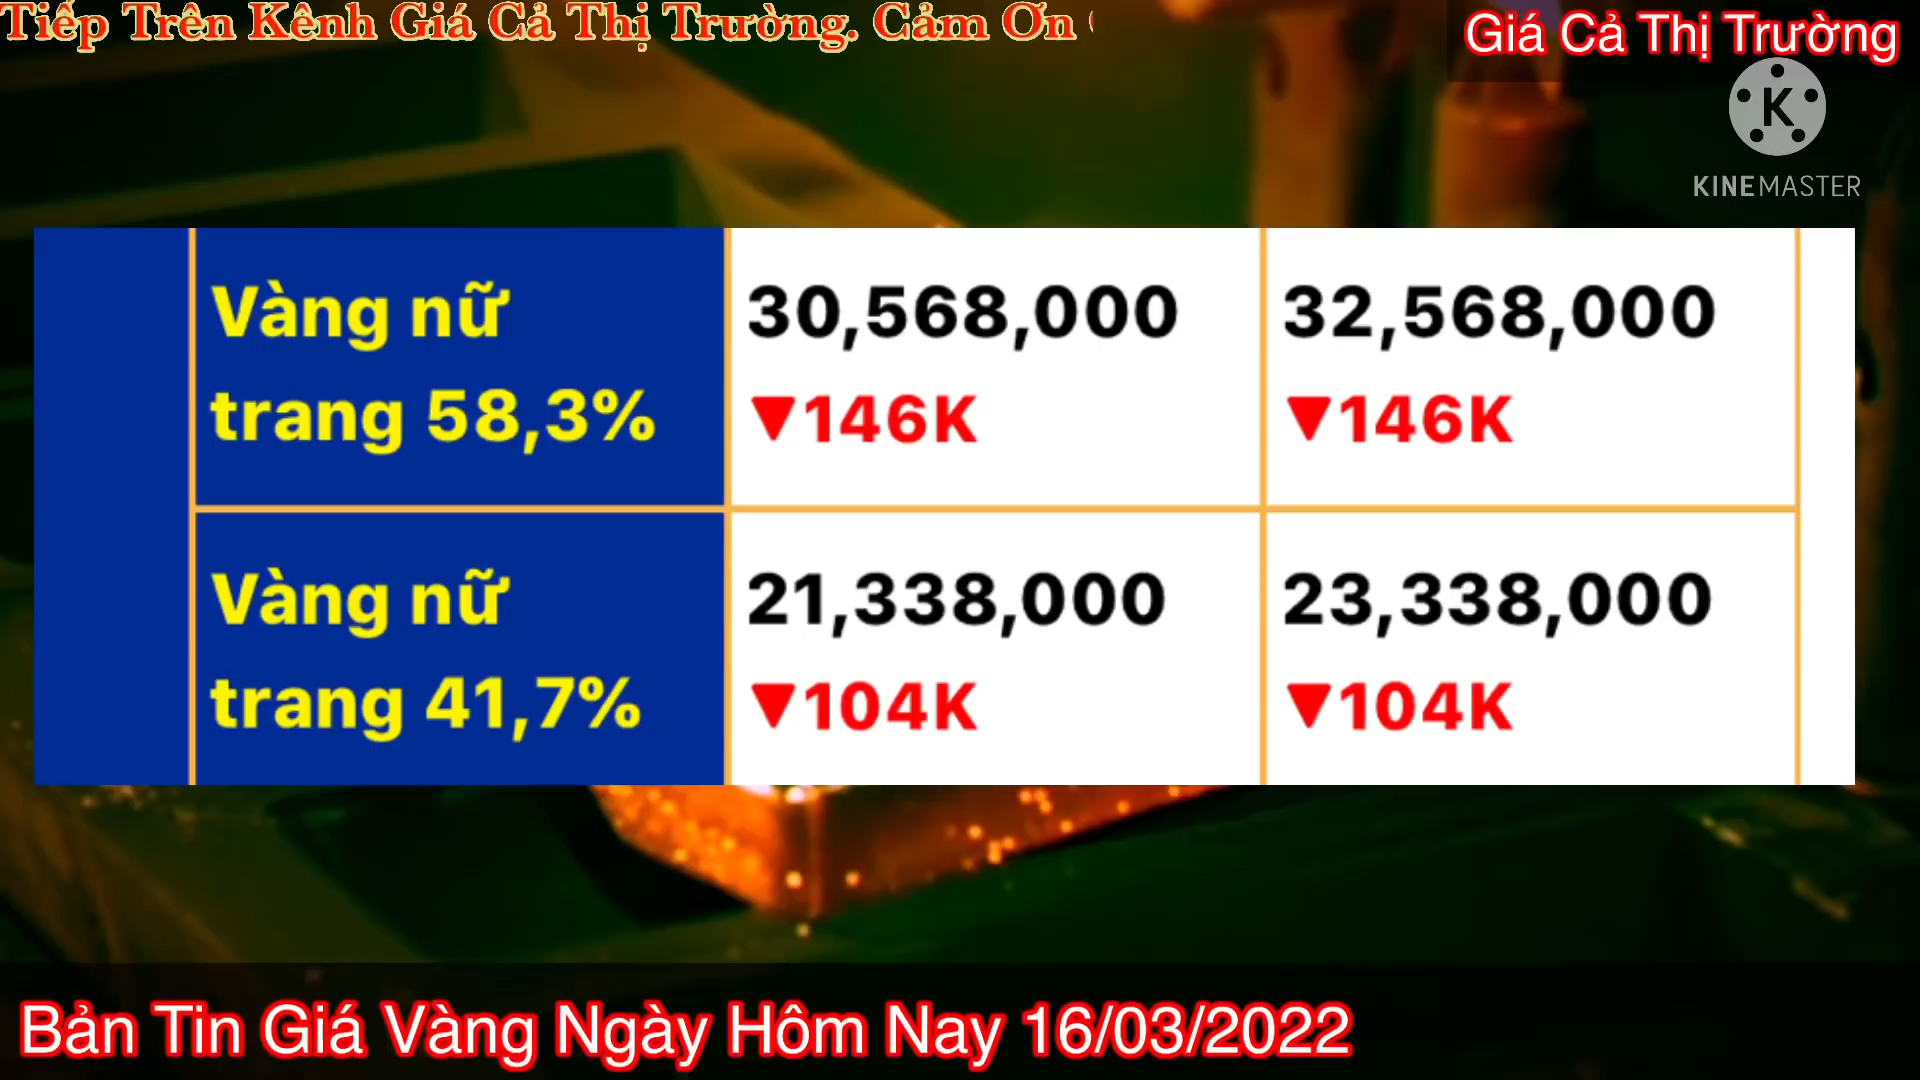 Tiếp Trên Kênh Giá Cả Thị Trường. Cảm Ơn
Giá Cả Thị Trường
K
KINEMASTER
Vàng nữ trang 58,3%
30,568,000
▼146K
32,568,000
▼146K
Vàng nữ trang 41,7%
21,338,000
▼104K
23,338,000
▼104K
Bản Tin Giá Vàng Ngày Hôm Nay 16/03/2022